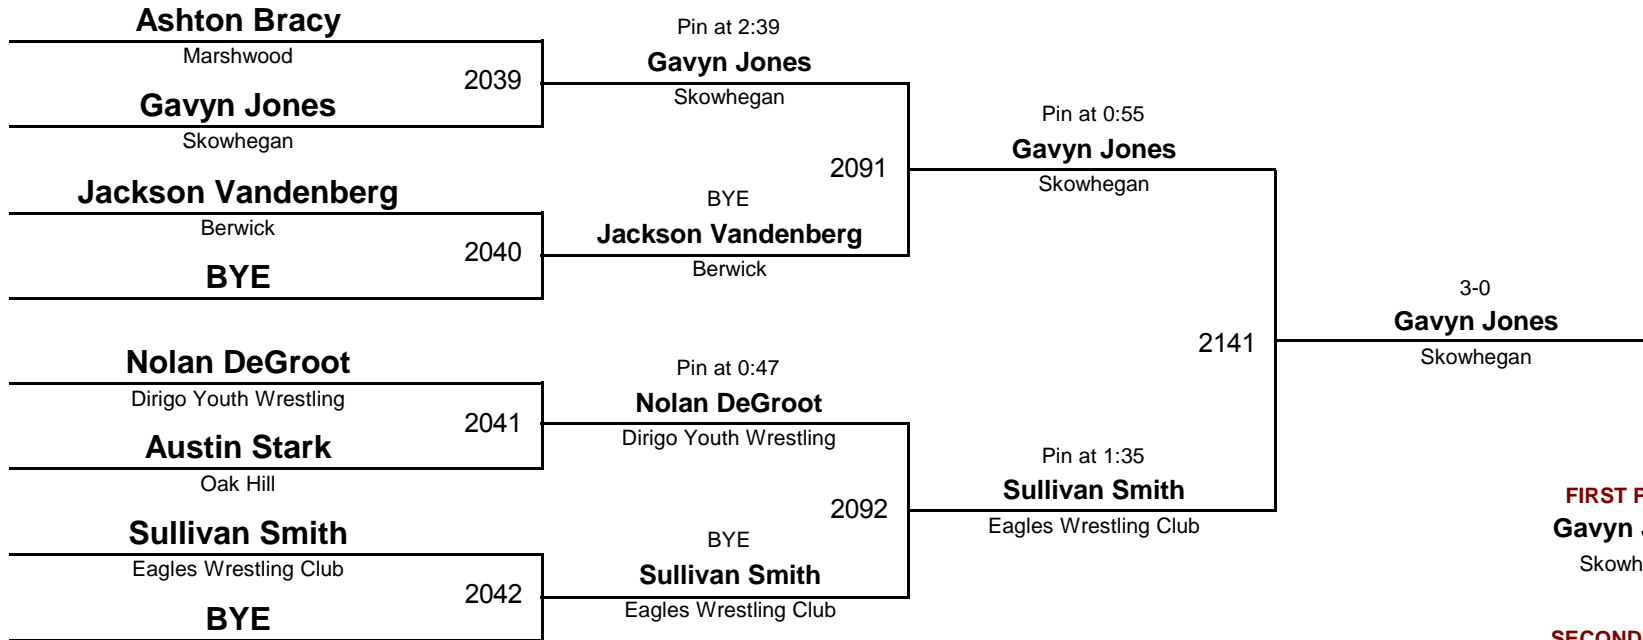 Ashton Bracy
Marshwood
2039
Gavyn Jones
Skowhegan
Jackson Vandenberg
Berwick
2040
BYE
Nolan DeGroot
Dirigo Youth Wrestling
2041
Austin Stark
Oak Hill
Sullivan Smith
Eagles Wrestling Club
2042
BYE
Pin at 2:39
Gavyn Jones
Skowhegan
2091
BYE
Jackson Vandenberg
Berwick
Pin at 0:47
Nolan DeGroot
Dirigo Youth Wrestling
2092
BYE
Sullivan Smith
Eagles Wrestling Club
Pin at 0:55
Gavyn Jones
Skowhegan
2141
Pin at 1:35
Sullivan Smith
Eagles Wrestling Club
3-0
Gavyn Jones
Skowhegan
FIRST P
Gavyn
Skowh
SECOND